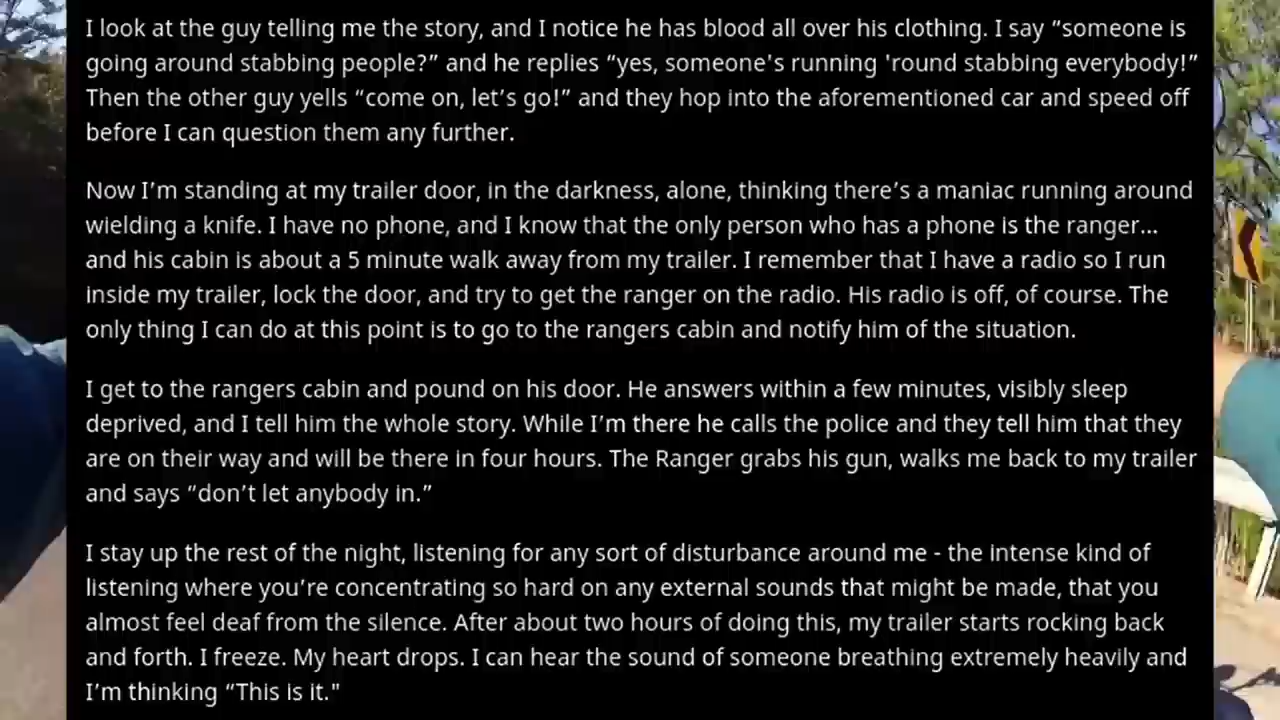 I look at the guy telling me the story, and I notice he has blood all over his clothing. I say “someone is
going around stabbing people?” and he replies “yes, someone's running 'round stabbing everybody!”
Then the other guy yells “come on, let’s go!” and they hop into the aforementioned car and speed off
before I can question them any further.
Now I’m standing at my trailer door, in the darkness, alone, thinking there’s a maniac running around
wielding a knife. I have no phone, and I know that the only person who has a phone is the ranger...
and his cabin is about a 5 minute walk away from my trailer. I remember that I have a radio so I run
inside my trailer, lock the door, and try to get the ranger on the radio. His radio is off, of course. The
only thing I can do at this point is to go to the rangers cabin and notify him of the situation.
I get to the rangers cabin and pound on his door. He answers within a few minutes, visibly sleep
deprived, and I tell him the whole story. While I’m there he calls the police and they tell him that they
are on their way and will be there in four hours. The Ranger grabs his gun, walks me back to my trailer
and says “don’t let anybody in.”
I stay up the rest of the night, listening for any sort of disturbance around me - the intense kind of
listening where you’re concentrating so hard on any external sounds that might be made, that you
almost feel deaf from the silence. After about two hours of doing this, my trailer starts rocking back
and forth. I freeze. My heart drops. I can hear the sound of someone breathing extremely heavily and
I’m thinking “This is it."